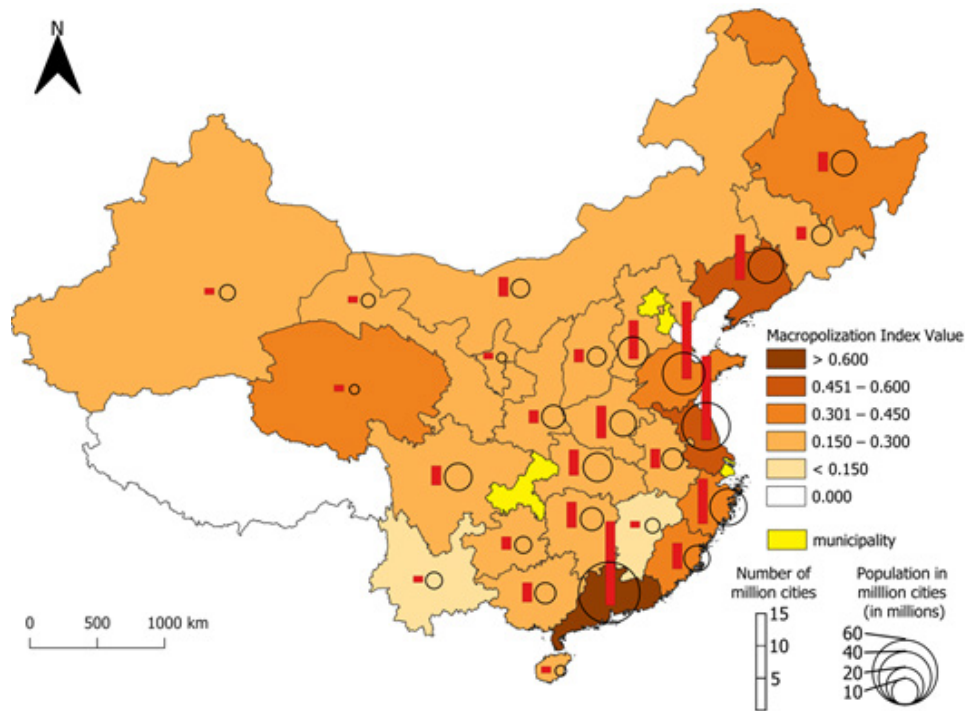 N
Macropolization Index Value
> 0.600
0.451 – 0.600
0.301 – 0.450
0.150 – 0.300
< 0.150
0.000
municipality
Number of
million cities
15
10
5
Population in
milllion cities
(in millions)
60
40
20
10
0 500 1000 km